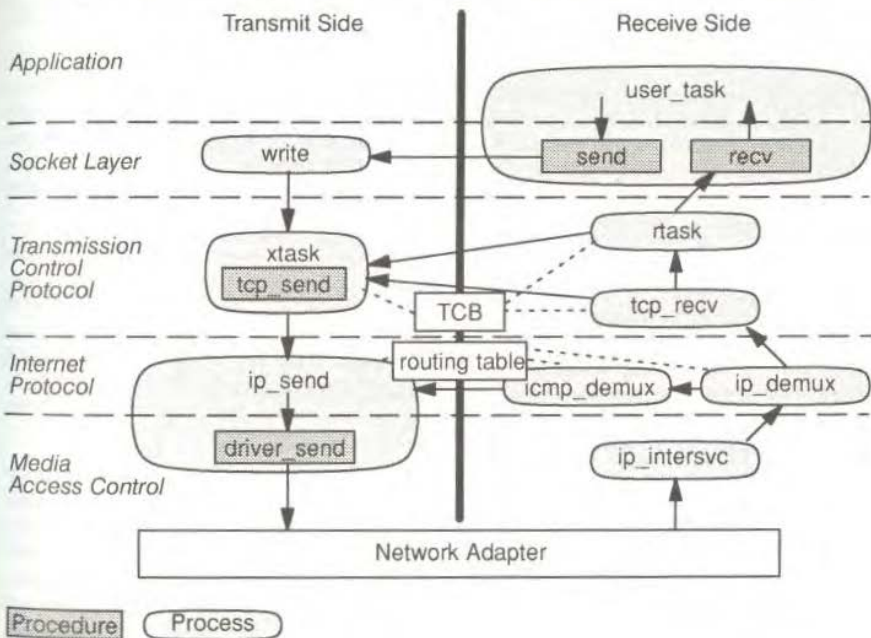 Transmit Side
Receive Side
Application
user_task
Socket Layer
write
send
recv
Transmission
Control
Protocol
xtask
tcp_send
rtask
TCB
tcp_recv
Internet
Protocol
routing table
ip_send
icmp_demux
ip_demux
driver_send
Media
Access Control
ip_intersvc
Network Adapter
Procedure
Process